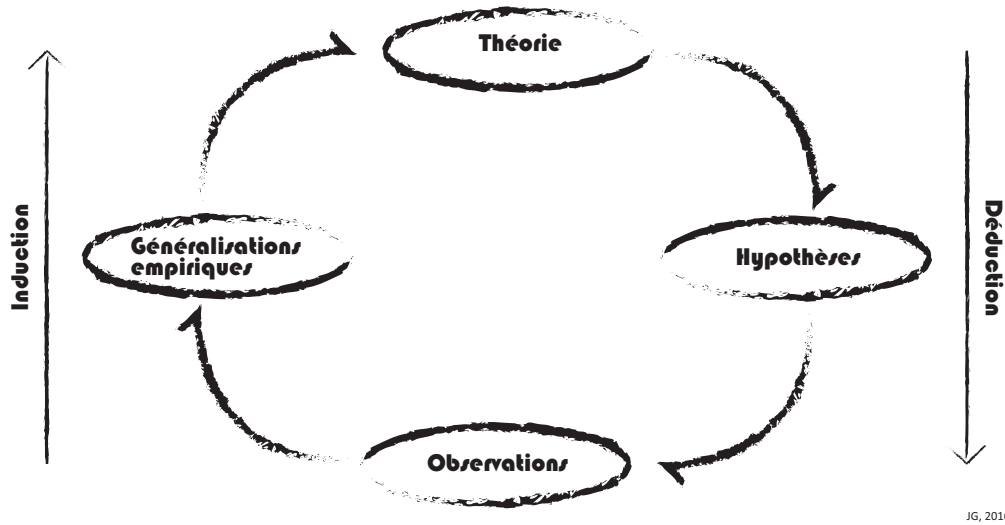 Théorie
Induction
Généralisations
empiriques
Hypothèses
Déduction
Observations
JG, 2010